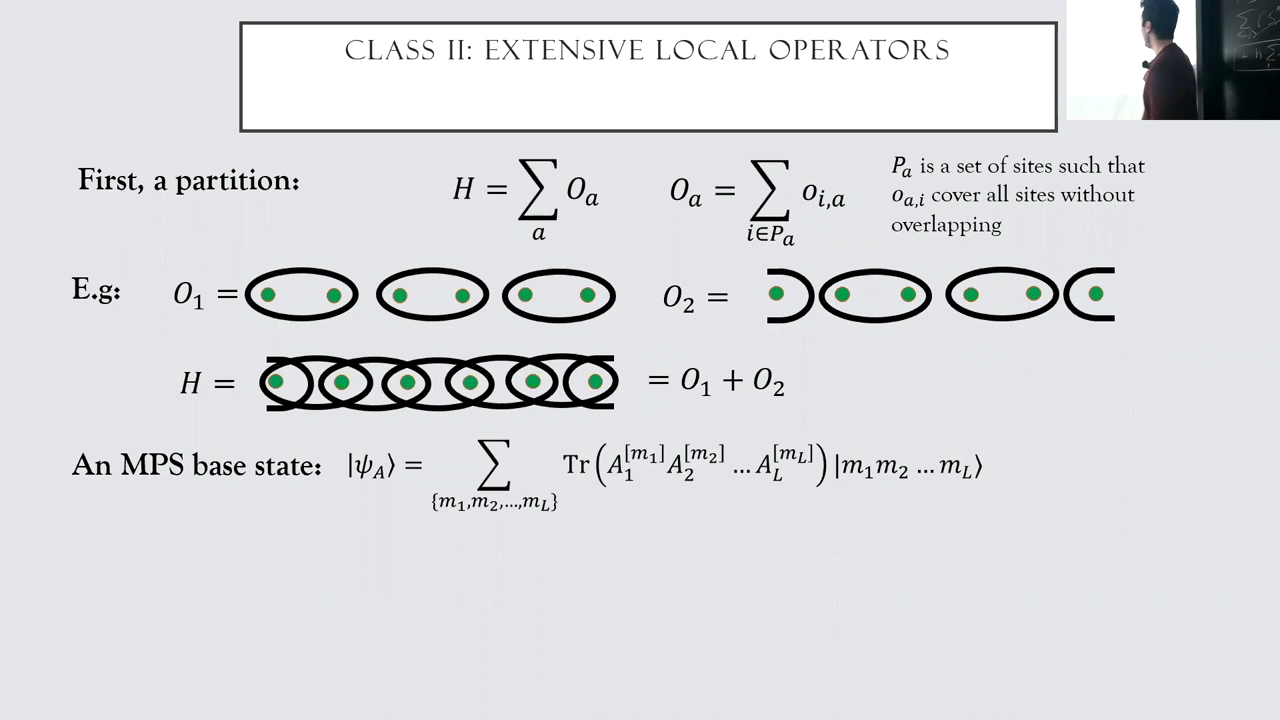 CLASS II: EXTENSIVE LOCAL OPERATORS
First, a partition:
H = ∑_a O_a
O_a = ∑_{i∈P_a} o_{i,a}
P_a is a set of sites such that
o_{a,i} cover all sites without
overlapping
E.g:
O_1 =
O_2 =
H =
= O_1 + O_2
An MPS base state: |ψ_A⟩ = ∑_{{m_1,m_2,…,m_L}} Tr(A_1^{[m_1]} A_2^{[m_2]} … A_L^{[m_L]}) |m_1 m_2 … m_L⟩